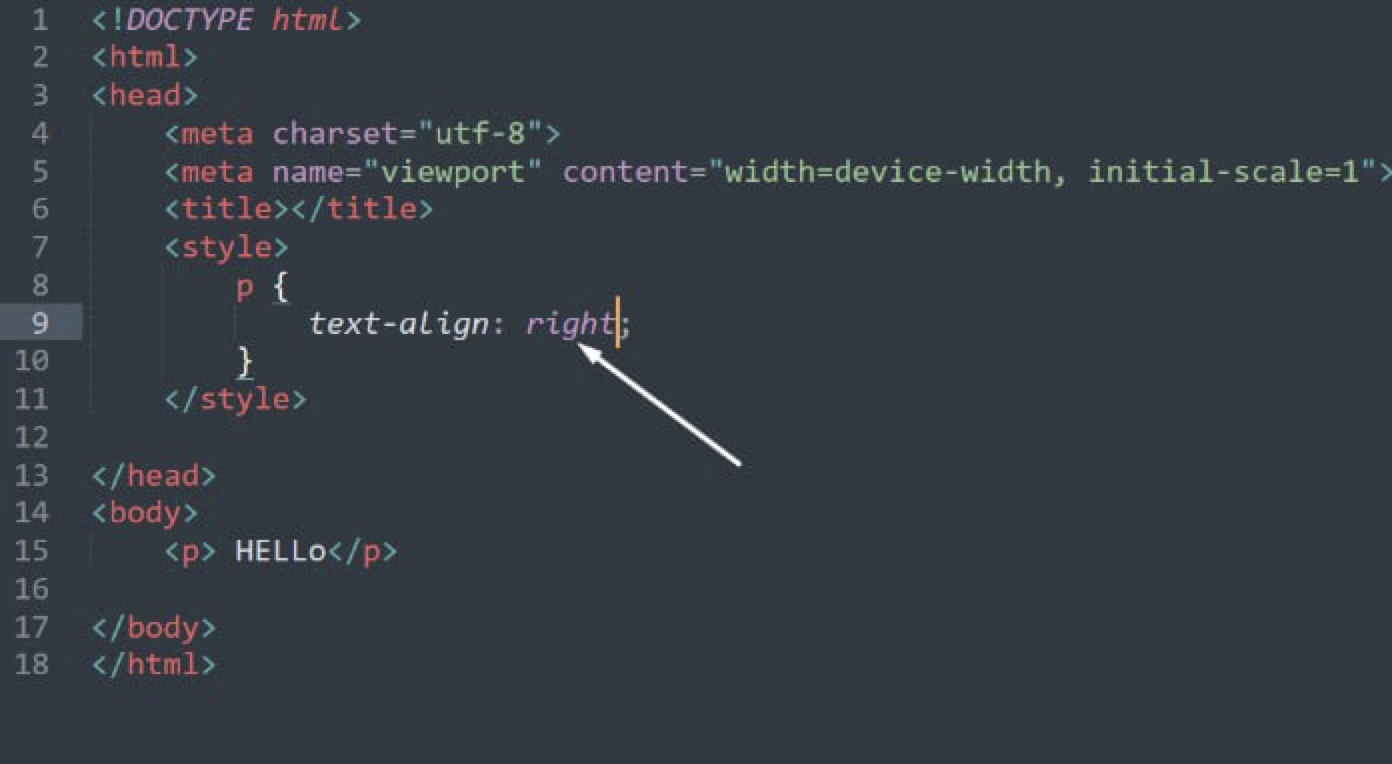 1 <!DOCTYPE html>
2 <html>
3 <head>
4     <meta charset="utf-8">
5     <meta name="viewport" content="width=device-width, initial-scale=1">
6     <title></title>
7     <style>
8         p {
9             text-align: right;
10         }
11     </style>
12
13 </head>
14 <body>
15     <p> HELLo</p>
16
17 </body>
18 </html>